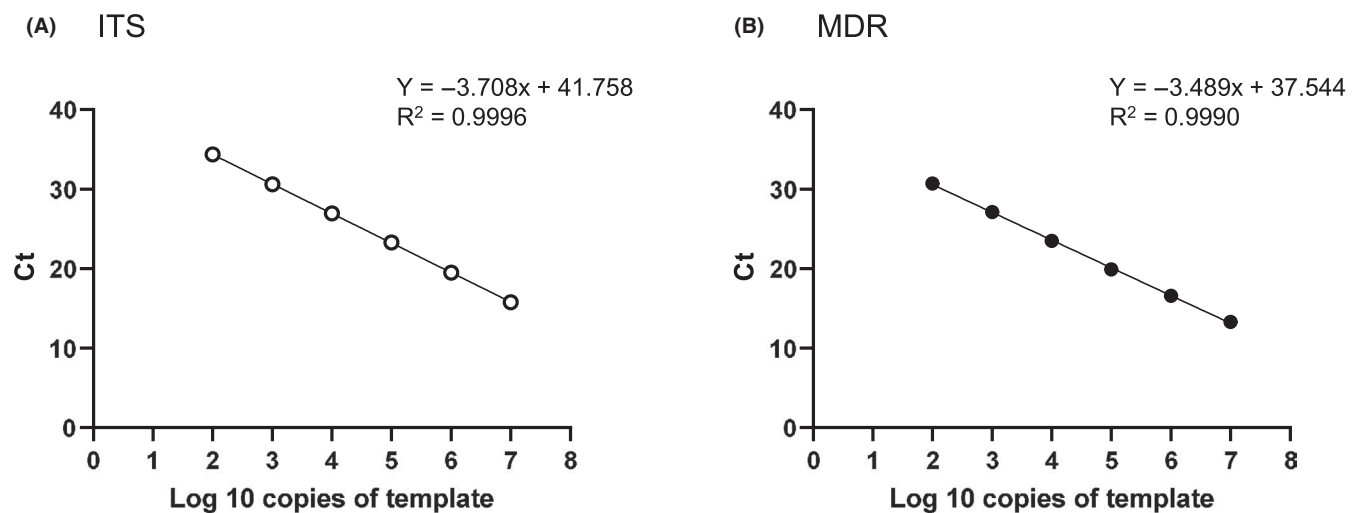 (A) ITS
Y = –3.708x + 41.758
R² = 0.9996
40
30
20
10
0
Ct
0 1 2 3 4 5 6 7 8
Log 10 copies of template
(B) MDR
Y = –3.489x + 37.544
R² = 0.9990
40
30
20
10
0
Ct
0 1 2 3 4 5 6 7 8
Log 10 copies of template